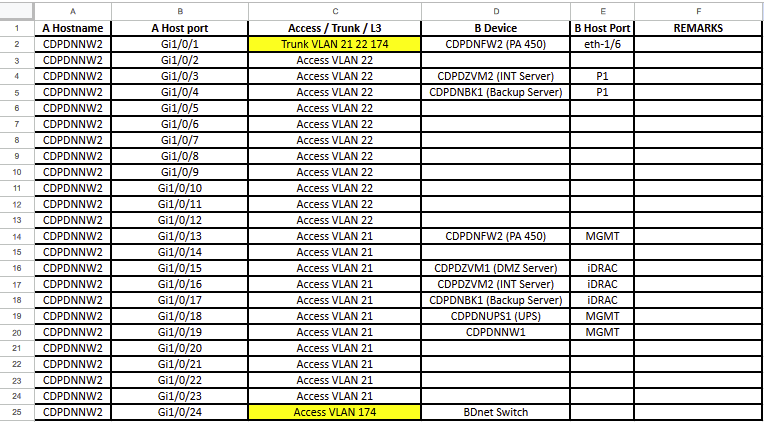 A B C D E F
1 A Hostname A Host port Access / Trunk / L3 B Device B Host Port REMARKS
2 CDPDNNW2 Gi1/0/1 Trunk VLAN 21 22 174 CDPDNFW2 (PA 450) eth-1/6
3 CDPDNNW2 Gi1/0/2 Access VLAN 22
4 CDPDNNW2 Gi1/0/3 Access VLAN 22 CDPDZVM2 (INT Server) P1
5 CDPDNNW2 Gi1/0/4 Access VLAN 22 CDPDNBK1 (Backup Server) P1
6 CDPDNNW2 Gi1/0/5 Access VLAN 22
7 CDPDNNW2 Gi1/0/6 Access VLAN 22
8 CDPDNNW2 Gi1/0/7 Access VLAN 22
9 CDPDNNW2 Gi1/0/8 Access VLAN 22
10 CDPDNNW2 Gi1/0/9 Access VLAN 22
11 CDPDNNW2 Gi1/0/10 Access VLAN 22
12 CDPDNNW2 Gi1/0/11 Access VLAN 22
13 CDPDNNW2 Gi1/0/12 Access VLAN 22
14 CDPDNNW2 Gi1/0/13 Access VLAN 21 CDPDNFW2 (PA 450) MGMT
15 CDPDNNW2 Gi1/0/14 Access VLAN 21
16 CDPDNNW2 Gi1/0/15 Access VLAN 21 CDPDZVM1 (DMZ Server) iDRAC
17 CDPDNNW2 Gi1/0/16 Access VLAN 21 CDPDZVM2 (INT Server) iDRAC
18 CDPDNNW2 Gi1/0/17 Access VLAN 21 CDPDNBK1 (Backup Server) iDRAC
19 CDPDNNW2 Gi1/0/18 Access VLAN 21 CDPDNUPS1 (UPS) MGMT
20 CDPDNNW2 Gi1/0/19 Access VLAN 21 CDPDNNW1 MGMT
21 CDPDNNW2 Gi1/0/20 Access VLAN 21
22 CDPDNNW2 Gi1/0/21 Access VLAN 21
23 CDPDNNW2 Gi1/0/22 Access VLAN 21
24 CDPDNNW2 Gi1/0/23 Access VLAN 21
25 CDPDNNW2 Gi1/0/24 Access VLAN 174 BDnet Switch